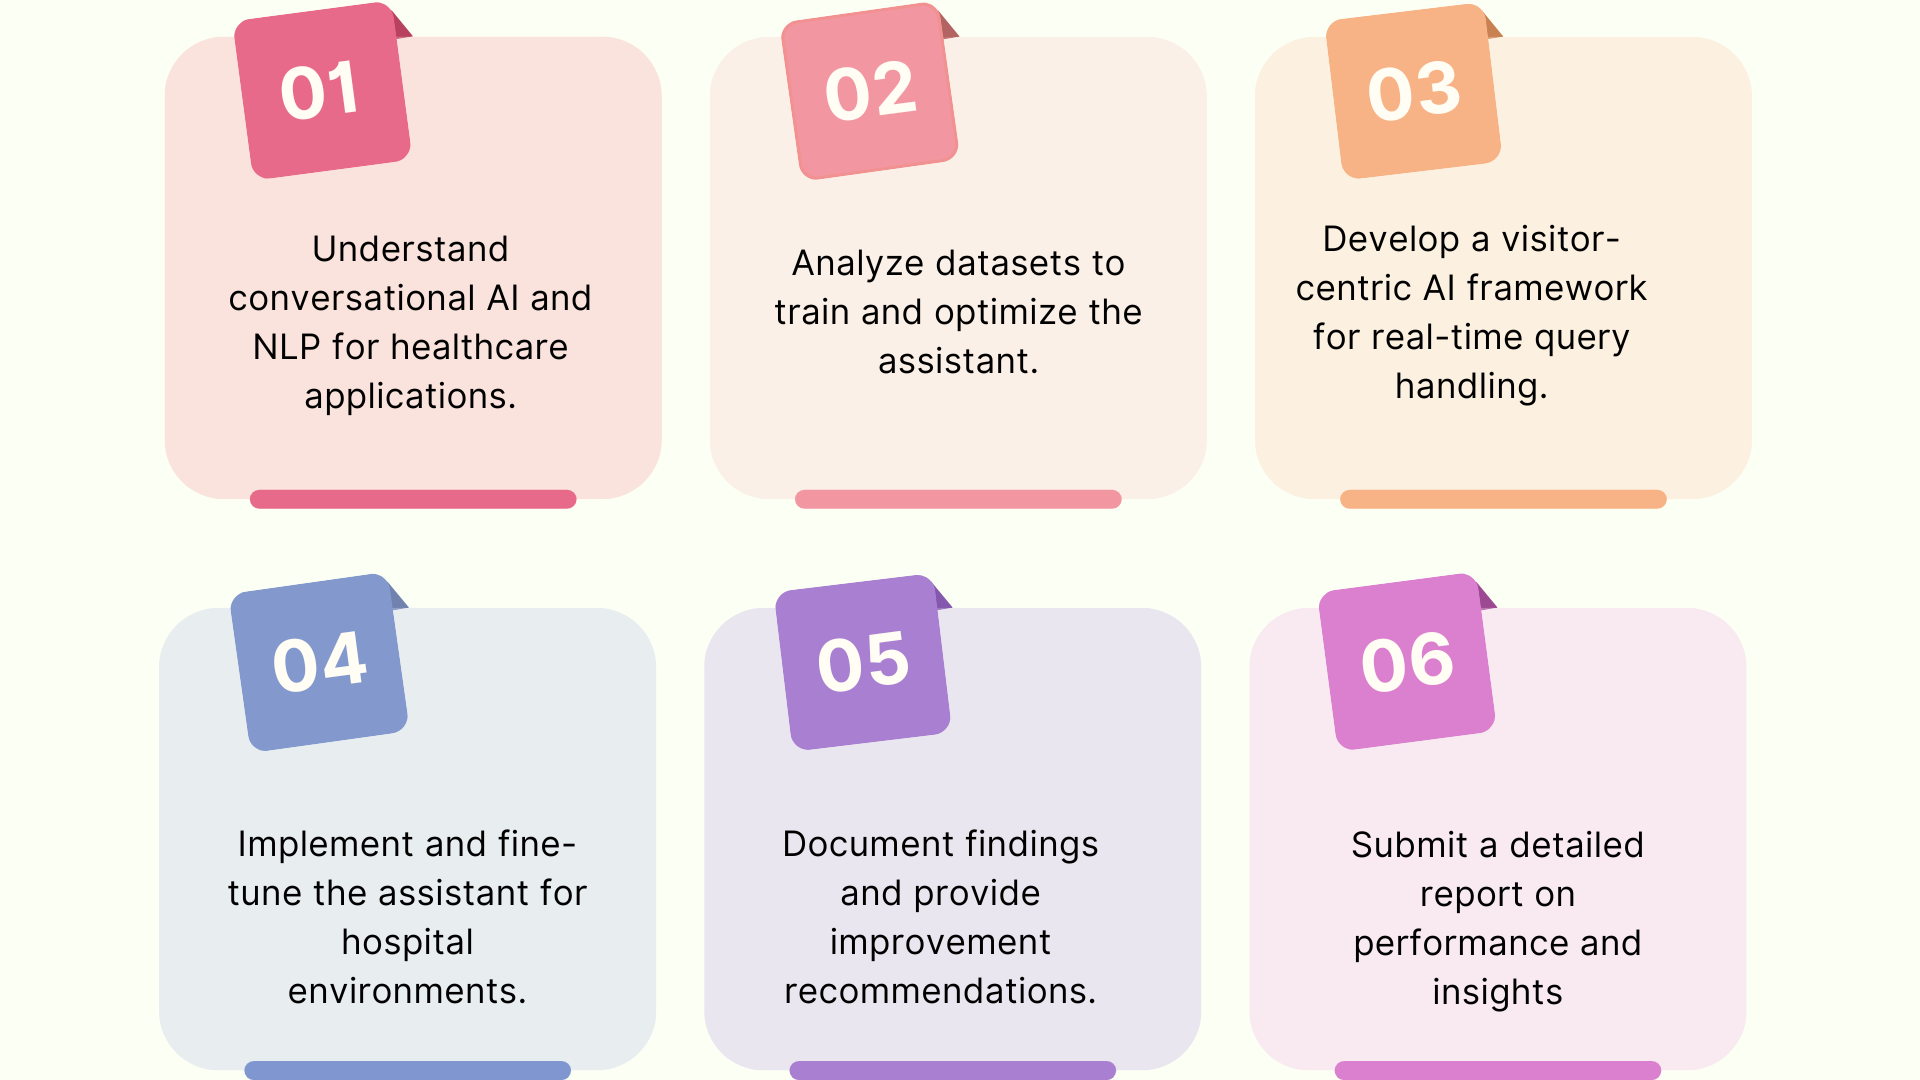 01
Understand
conversational AI and
NLP for healthcare
applications.
02
Analyze datasets to
train and optimize the
assistant.
03
Develop a visitor-
centric AI framework
for real-time query
handling.
04
Implement and fine-
tune the assistant for
hospital
environments.
05
Document findings
and provide
improvement
recommendations.
06
Submit a detailed
report on
performance and
insights